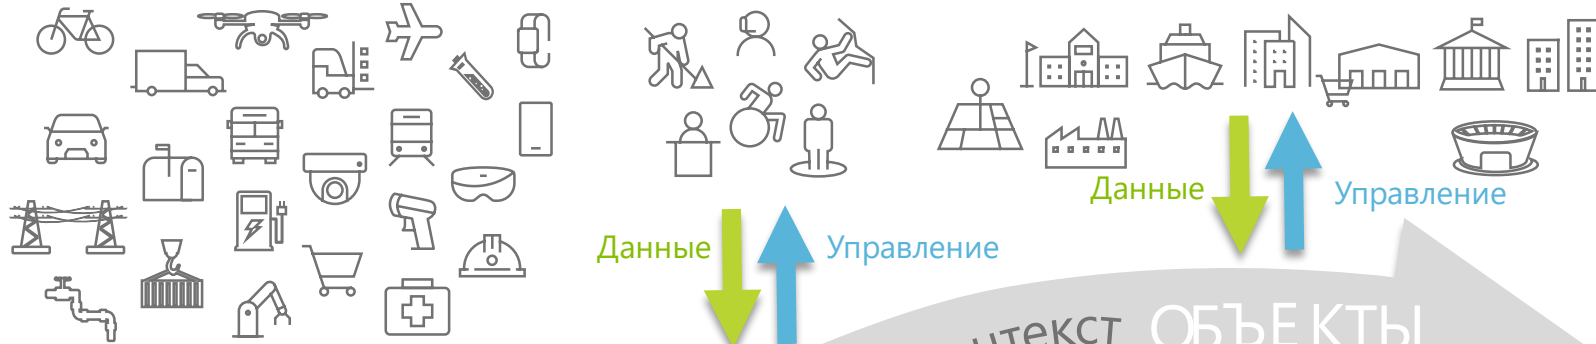 Данные
Управление
Данные
Управление
ОБЪЕКТЫ